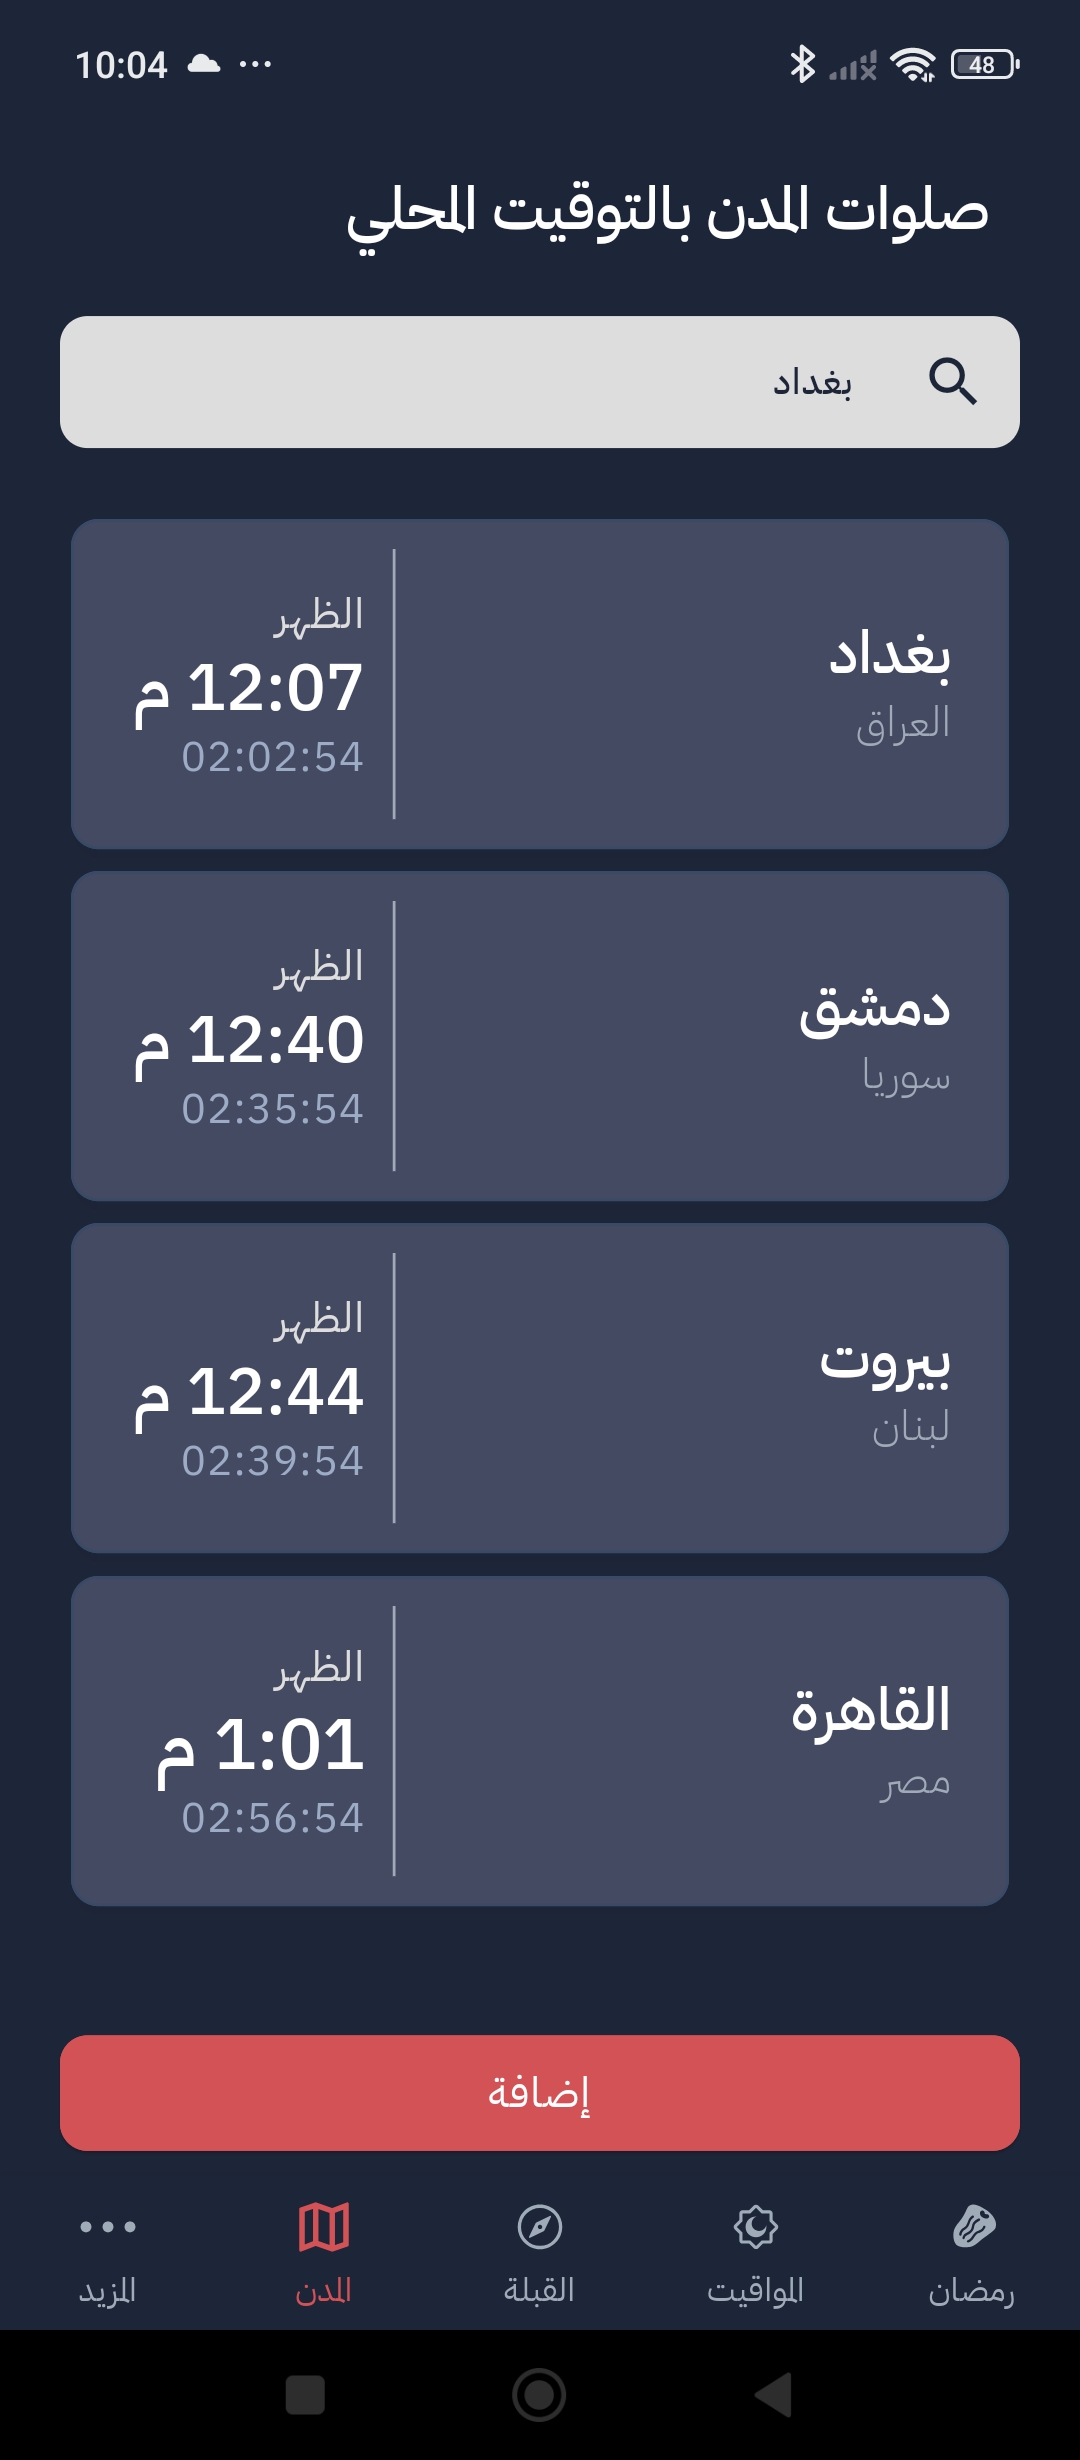 10:04
48
صلوات المدن بالتوقيت المحلي
بغداد
بغداد
العراق
الظهر
12:07 م
02:02:54
دمشق
سوريا
الظهر
12:40 م
02:35:54
بيروت
لبنان
الظهر
12:44 م
02:39:54
القاهرة
مصر
الظهر
1:01 م
02:56:54
إضافة
رمضان
المواقيت
القبلة
المدن
المزيد